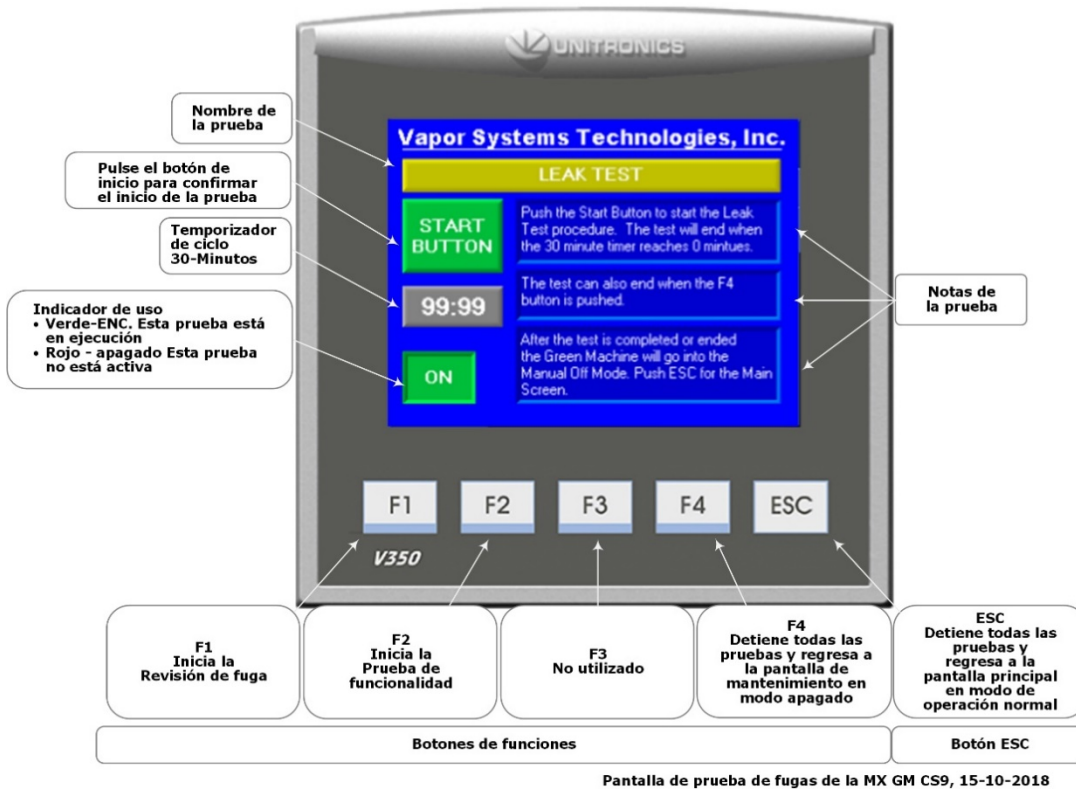 UNITRONICS
Nombre de
la prueba
Pulse el botón de
inicio para confirmar
el inicio de la prueba
Temporizador
de ciclo
30-Minutos
Indicador de uso
• Verde-ENC. Esta prueba está
en ejecución
• Rojo - apagado Esta prueba
no está activa
Vapor Systems Technologies, Inc.
LEAK TEST
START
BUTTON
Push the Start Button to start the Leak
Test procedure. The test will end when
the 30 minute timer reaches 0 mintues.
99:99
The test can also end when the F4
button is pushed.
ON
After the test is completed or ended
the Green Machine will go into the
Manual Off Mode. Push ESC for the Main
Screen.
Notas de
la prueba
F1 F2 F3 F4 ESC
V350
F1
Inicia la
Revisión de fuga
F2
Inicia la
Prueba de
funcionalidad
F3
No utilizado
F4
Detiene todas las
pruebas y regresa a
la pantalla de
mantenimiento en
modo apagado
ESC
Detiene todas las
pruebas y
regresa a la
pantalla principal
en modo de
operación normal
Botones de funciones
Botón ESC
Pantalla de prueba de fugas de la MX GM CS9, 15-10-2018